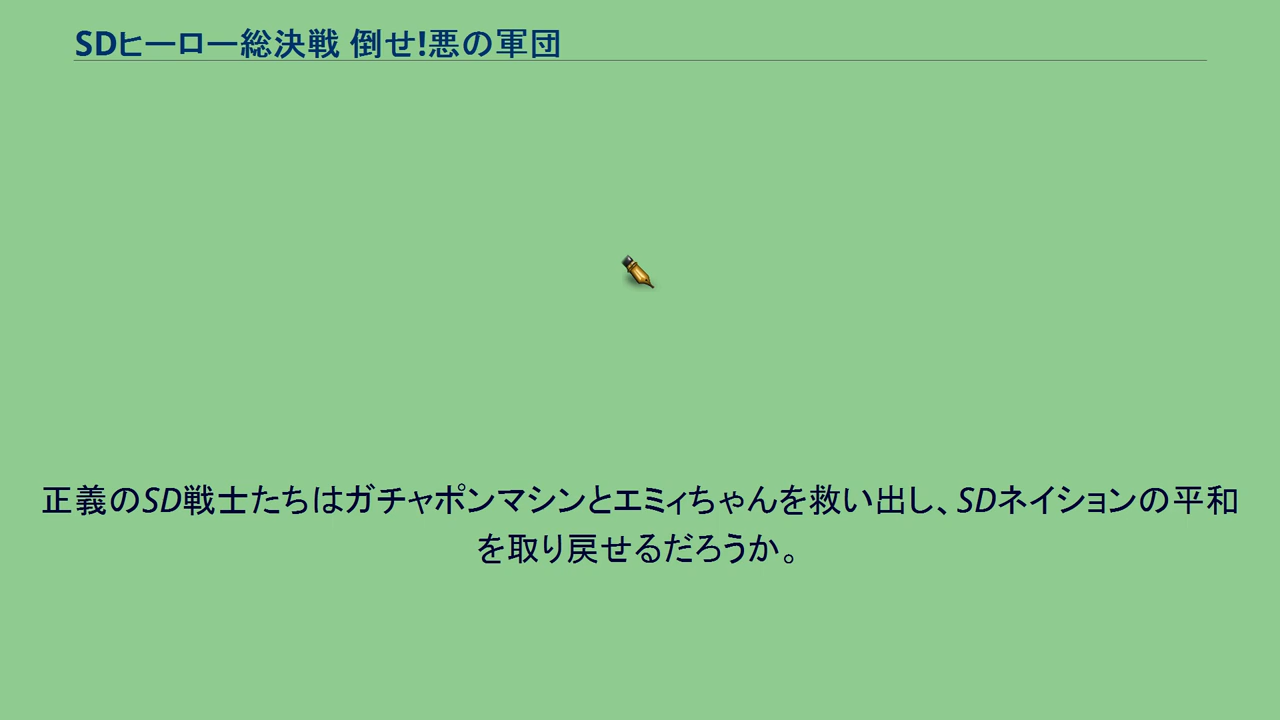 SDヒーロー総決戦 倒せ!悪の軍団
正義のSD戦士たちはガチャポンマシンとエミィちゃんを救い出し、SDネイションの平和
を取り戻せるだろうか。